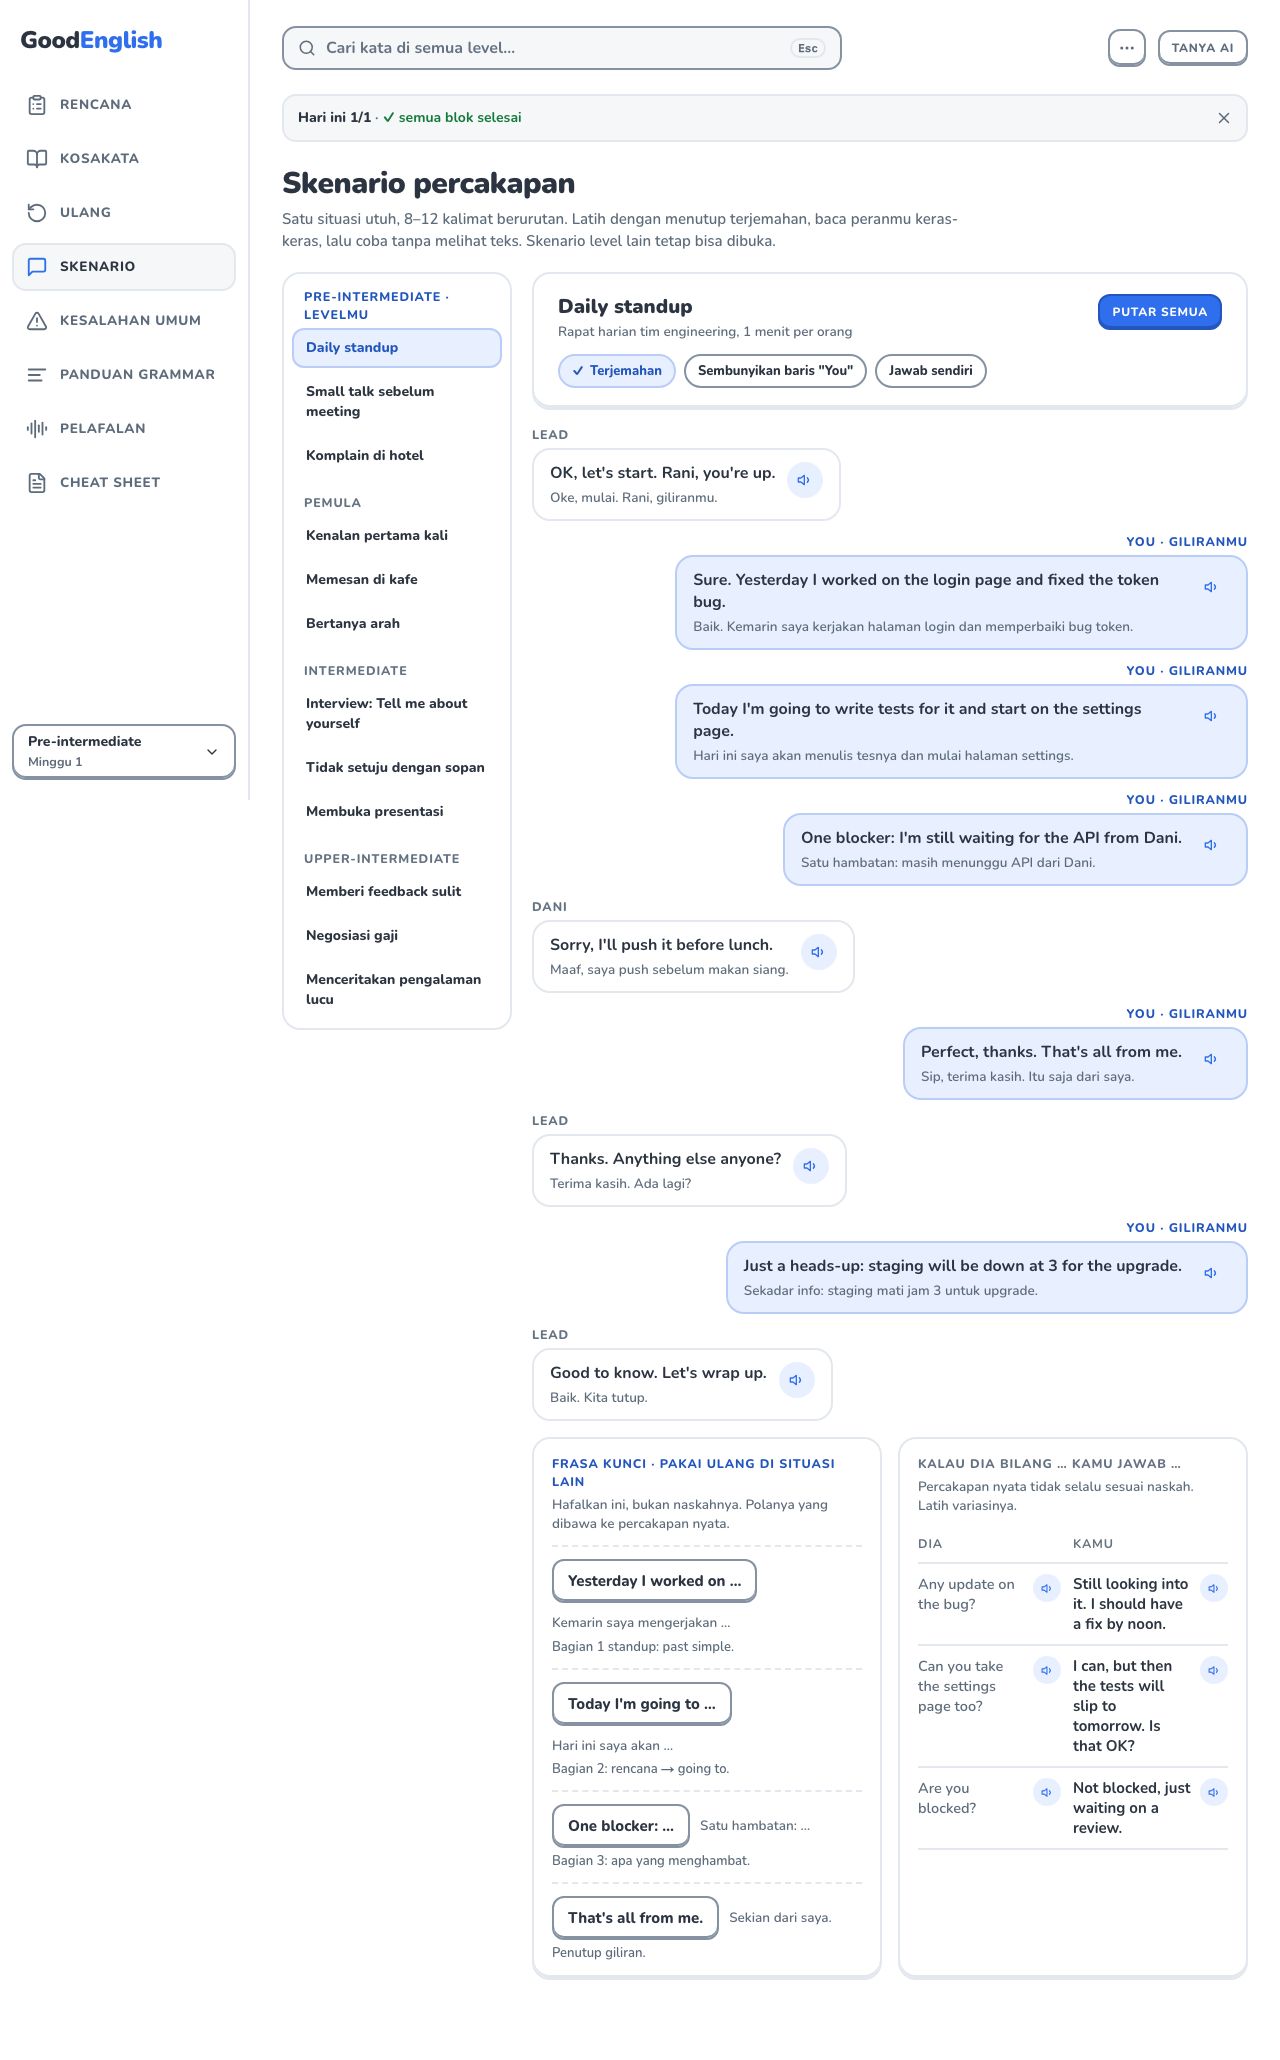 GoodEnglish
RENCANA
KOSAKATA
ULANG
SKENARIO
KESALAHAN UMUM
PANDUAN GRAMMAR
PELAFALAN
CHEAT SHEET
Pre-intermediate
Minggu 1
Cari kata di semua level...
Esc
TANYA AI
Hari ini 1/1 · ✓ semua blok selesai
Skenario percakapan
Satu situasi utuh, 8–12 kalimat berurutan. Latih dengan menutup terjemahan, baca peranmu keras-
keras, lalu coba tanpa melihat teks. Skenario level lain tetap bisa dibuka.
PRE-INTERMEDIATE ·
LEVELMU
Daily standup
Small talk sebelum
meeting
Komplain di hotel
PEMULA
Kenalan pertama kali
Memesan di kafe
Bertanya arah
INTERMEDIATE
Interview: Tell me about
yourself
Tidak setuju dengan sopan
Membuka presentasi
UPPER-INTERMEDIATE
Memberi feedback sulit
Negosiasi gaji
Menceritakan pengalaman
lucu
Daily standup
Rapat harian tim engineering, 1 menit per orang
PUTAR SEMUA
✓ Terjemahan
Sembunyikan baris "You"
Jawab sendiri
LEAD
OK, let's start. Rani, you're up.
Oke, mulai. Rani, giliranmu.
YOU · GILIRANMU
Sure. Yesterday I worked on the login page and fixed the token
bug.
Baik. Kemarin saya kerjakan halaman login dan memperbaiki bug token.
YOU · GILIRANMU
Today I'm going to write tests for it and start on the settings
page.
Hari ini saya akan menulis tesnya dan mulai halaman settings.
YOU · GILIRANMU
One blocker: I'm still waiting for the API from Dani.
Satu hambatan: masih menunggu API dari Dani.
DANI
Sorry, I'll push it before lunch.
Maaf, saya push sebelum makan siang.
YOU · GILIRANMU
Perfect, thanks. That's all from me.
Sip, terima kasih. Itu saja dari saya.
LEAD
Thanks. Anything else anyone?
Terima kasih. Ada lagi?
YOU · GILIRANMU
Just a heads-up: staging will be down at 3 for the upgrade.
Sekadar info: staging mati jam 3 untuk upgrade.
LEAD
Good to know. Let's wrap up.
Baik. Kita tutup.
FRASA KUNCI · PAKAI ULANG DI SITUASI
LAIN
Hafalkan ini, bukan naskahnya. Polanya yang
dibawa ke percakapan nyata.
Yesterday I worked on ...
Kemarin saya mengerjakan ...
Bagian 1 standup: past simple.
Today I'm going to ...
Hari ini saya akan ...
Bagian 2: rencana → going to.
One blocker: ...
Satu hambatan: ...
Bagian 3: apa yang menghambat.
That's all from me.
Sekian dari saya.
Penutup giliran.
KALAU DIA BILANG ... KAMU JAWAB ...
Percakapan nyata tidak selalu sesuai naskah.
Latih variasinya.
DIA
KAMU
Any update on
the bug?
Still looking into
it. I should have
a fix by noon.
Can you take
the settings
page too?
I can, but then
the tests will
slip to
tomorrow. Is
that OK?
Are you
blocked?
Not blocked, just
waiting on a
review.